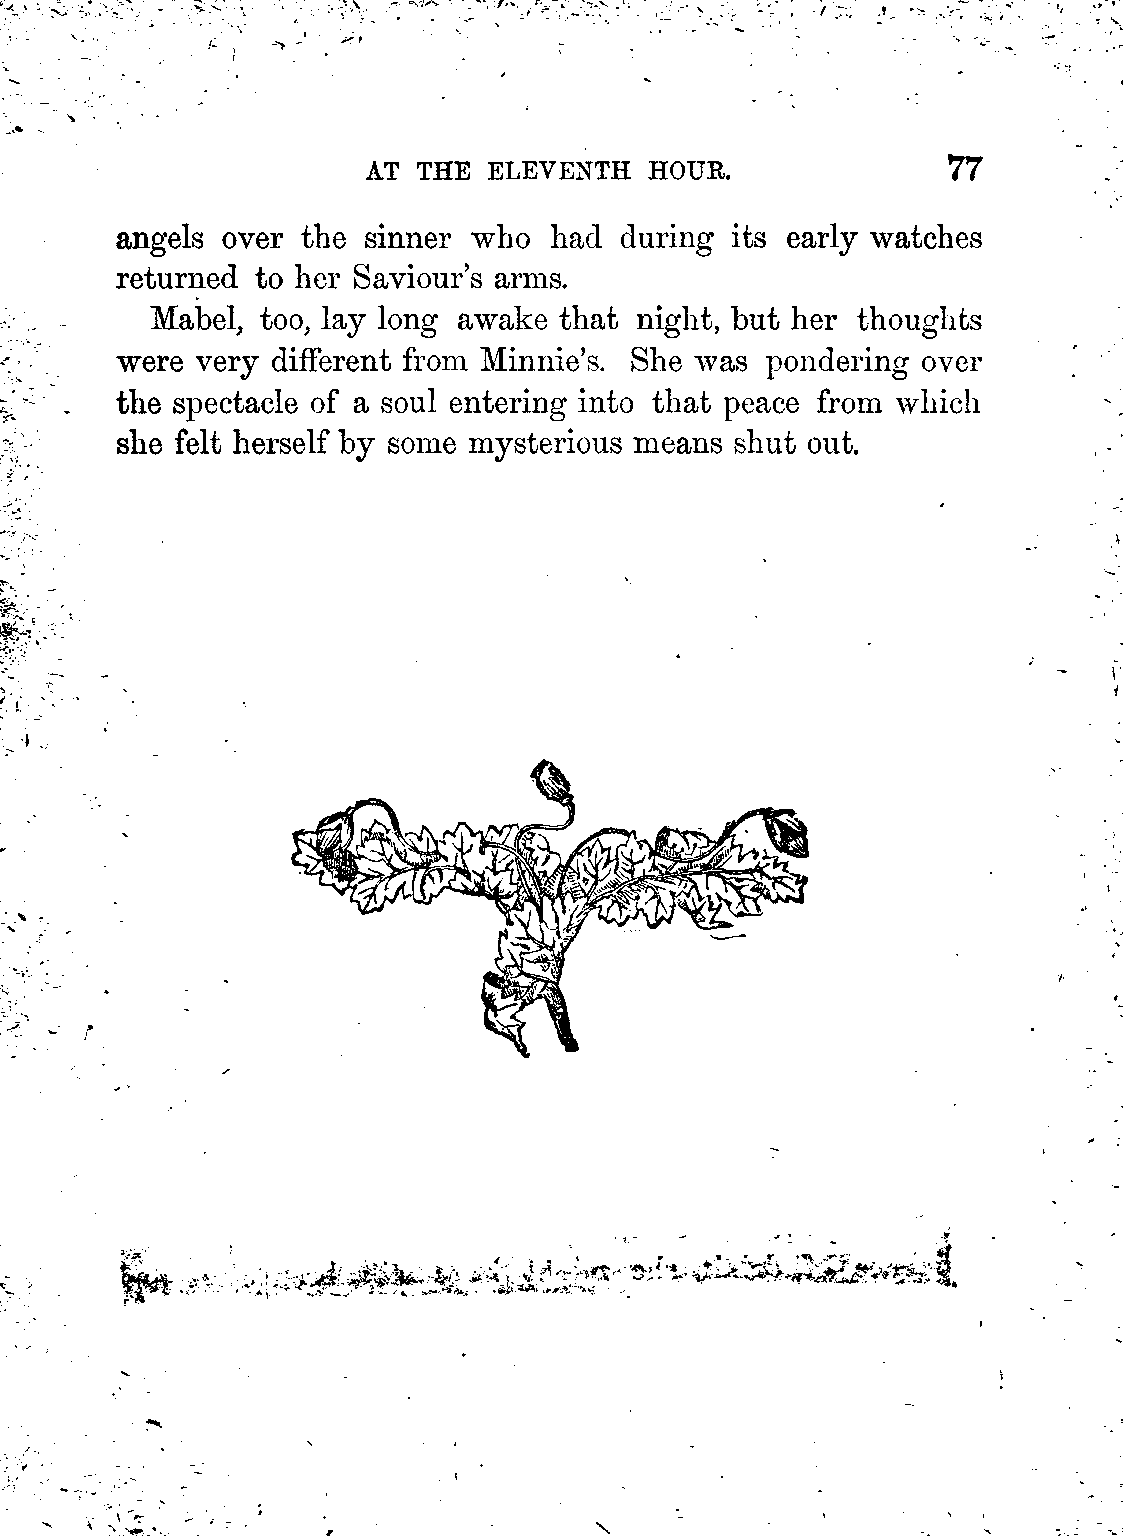 AT THE ELEVENTH HOUR. 77
angels over the sinner who had during its early watches
returned to her Saviour's arms.
Mabel, too, lay long awake that night, but her thoughts
were very different from Minnie's. She was pondering over
the spectacle of a soul entering into that peace from which
she felt herself by some mysterious means shut out.